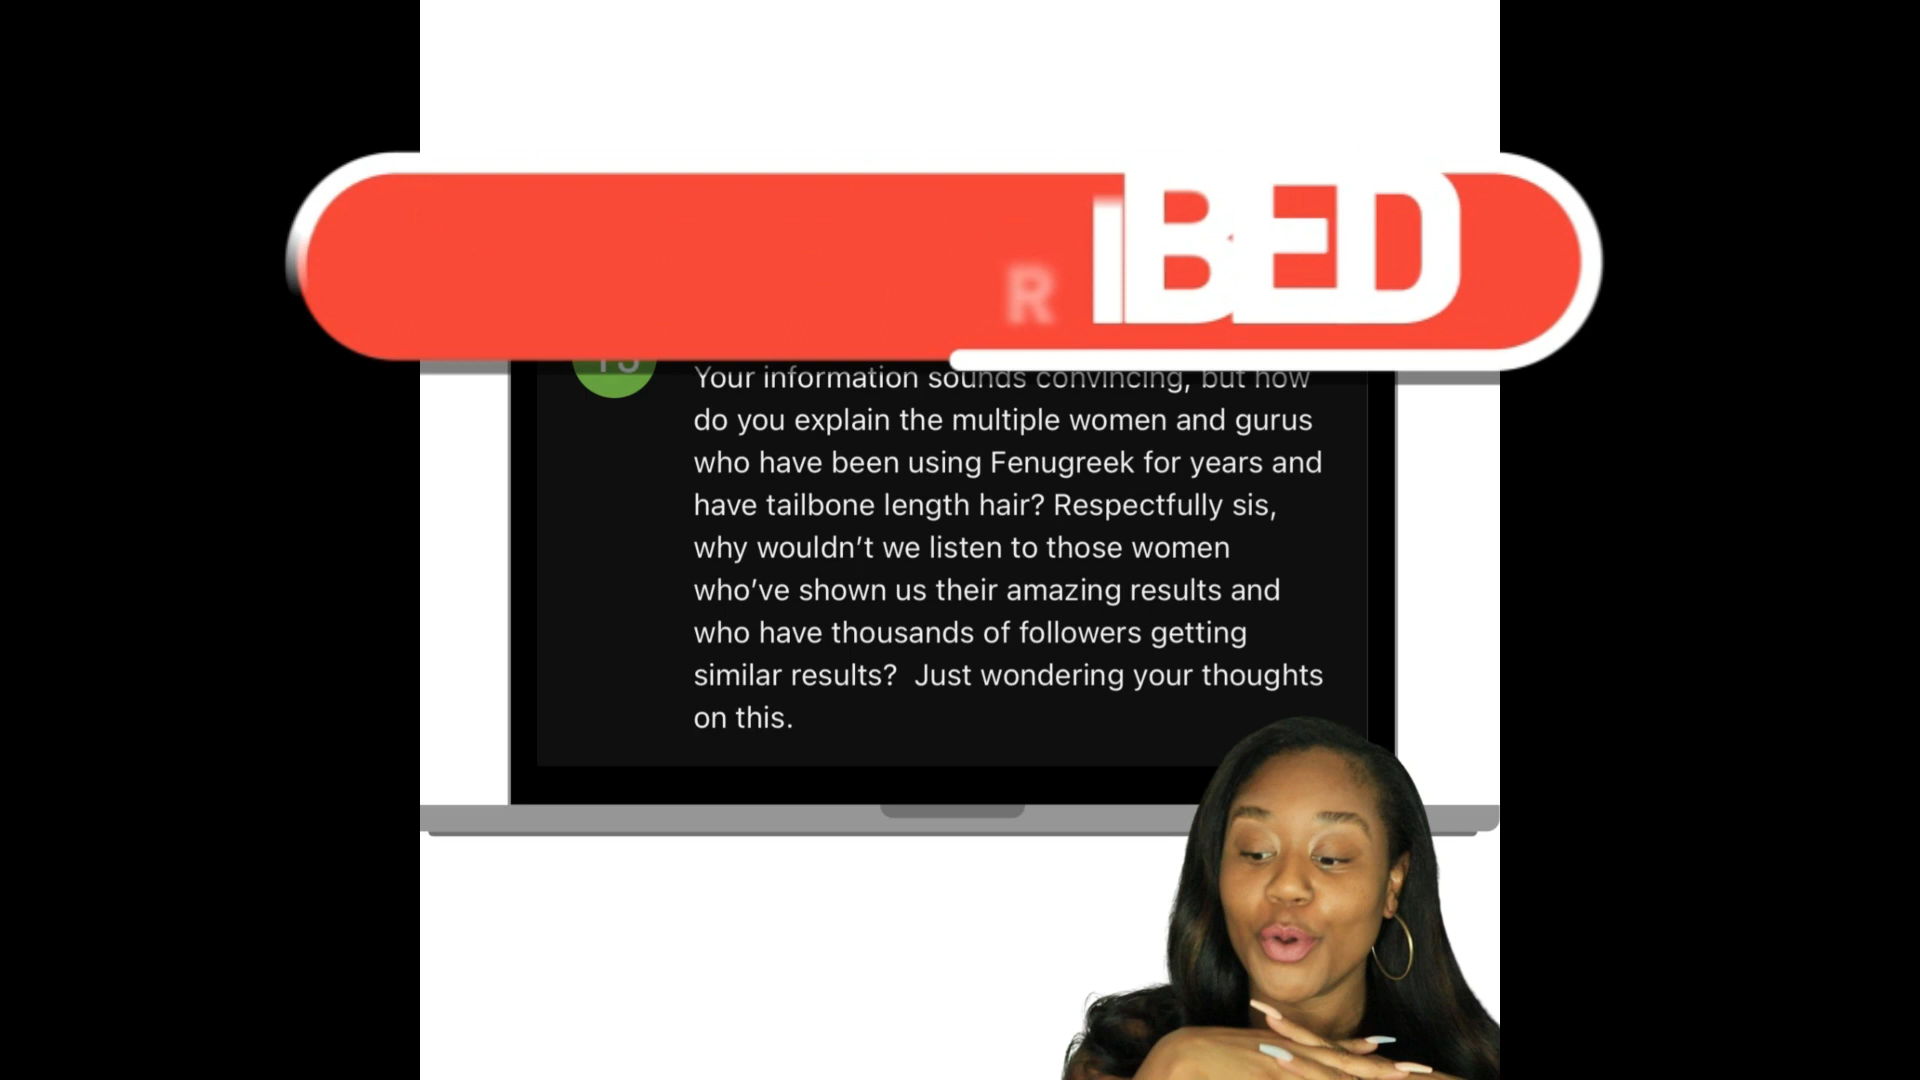 RIBED
Your information sounds convincing, but how
do you explain the multiple women and gurus
who have been using Fenugreek for years and
have tailbone length hair? Respectfully sis,
why wouldn’t we listen to those women
who’ve shown us their amazing results and
who have thousands of followers getting
similar results?  Just wondering your thoughts
on this.